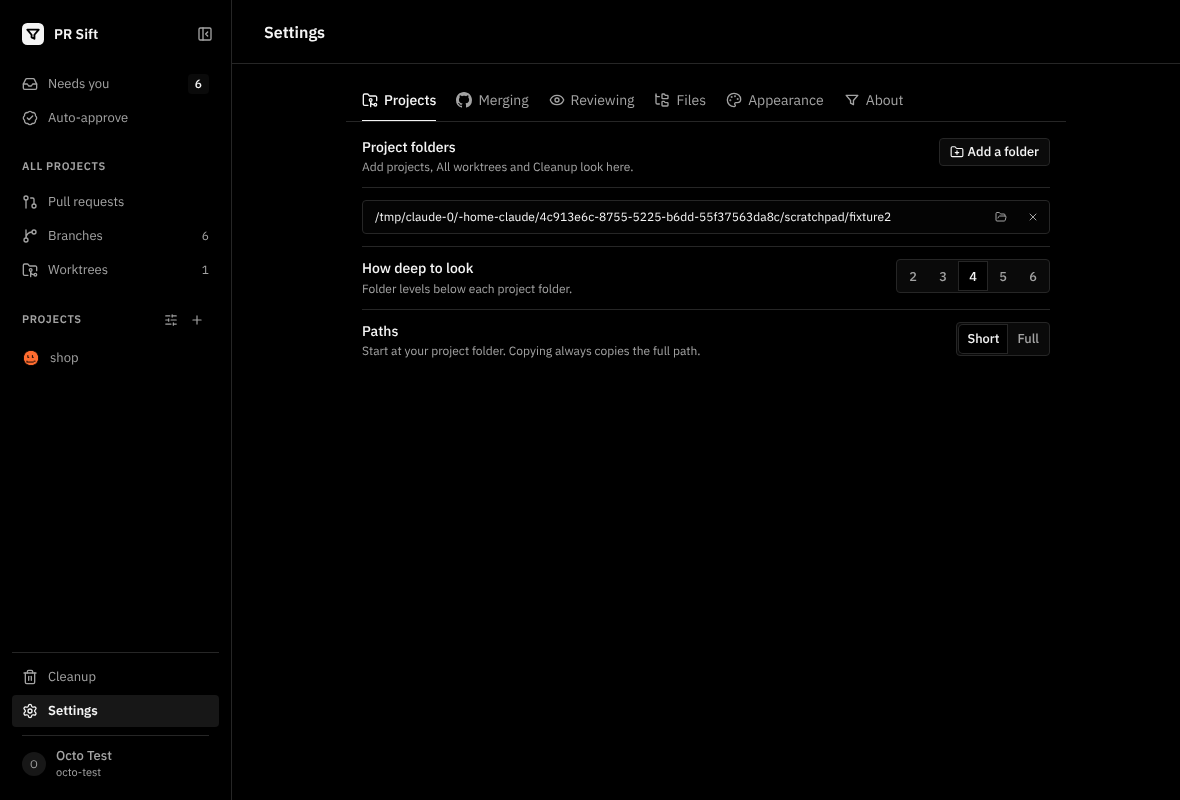 PR Sift
Needs you 6
Auto-approve
ALL PROJECTS
Pull requests
Branches 6
Worktrees 1
PROJECTS
shop
Cleanup
Settings
O
Octo Test
octo-test
Settings
Projects Merging Reviewing Files Appearance About
Project folders
Add projects, All worktrees and Cleanup look here.
Add a folder
/tmp/claude-0/-home-claude/4c913e6c-8755-5225-b6dd-55f37563da8c/scratchpad/fixture2
How deep to look
Folder levels below each project folder.
2 3 4 5 6
Paths
Start at your project folder. Copying always copies the full path.
Short Full